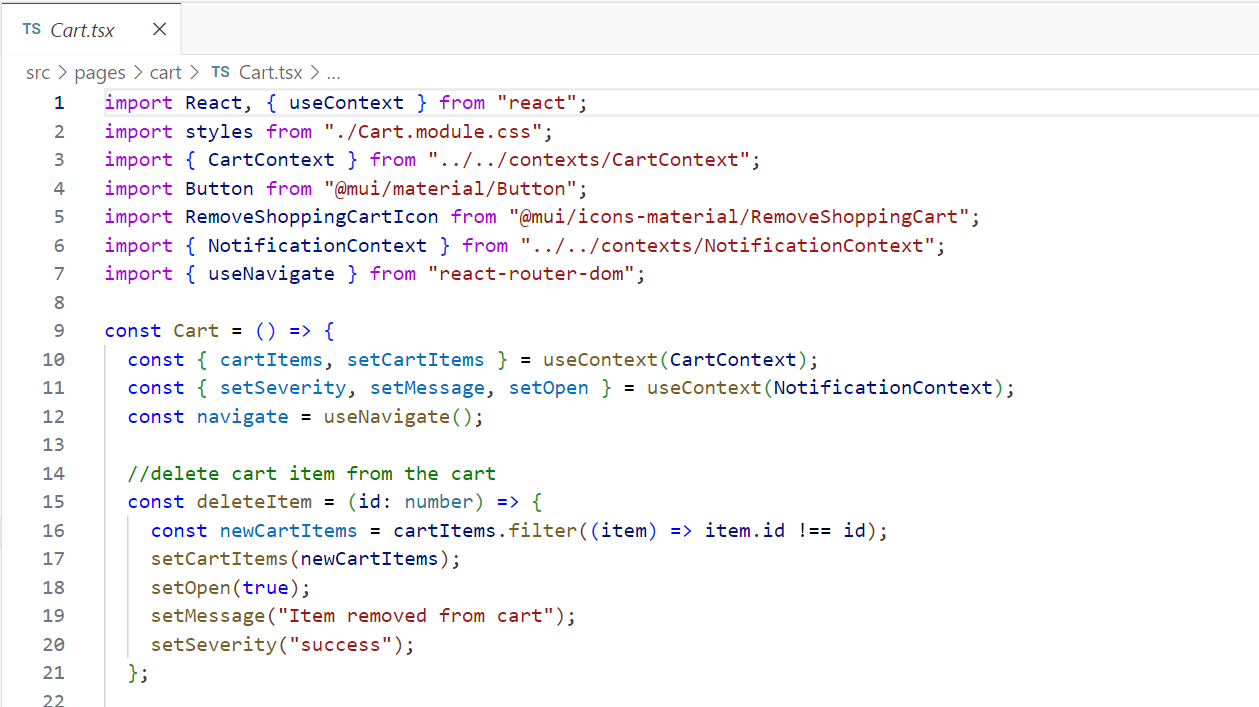 TS Cart.tsx
src > pages > cart > TS Cart.tsx > ...
1 import React, { useContext } from "react";
2 import styles from "./Cart.module.css";
3 import { CartContext } from "../../contexts/CartContext";
4 import Button from "@mui/material/Button";
5 import RemoveShoppingCartIcon from "@mui/icons-material/RemoveShoppingCart";
6 import { NotificationContext } from "../../contexts/NotificationContext";
7 import { useNavigate } from "react-router-dom";
8
9 const Cart = () => {
10   const { cartItems, setCartItems } = useContext(CartContext);
11   const { setSeverity, setMessage, setOpen } = useContext(NotificationContext);
12   const navigate = useNavigate();
13
14   //delete cart item from the cart
15   const deleteItem = (id: number) => {
16     const newCartItems = cartItems.filter((item) => item.id !== id);
17     setCartItems(newCartItems);
18     setOpen(true);
19     setMessage("Item removed from cart");
20     setSeverity("success");
21   };
22